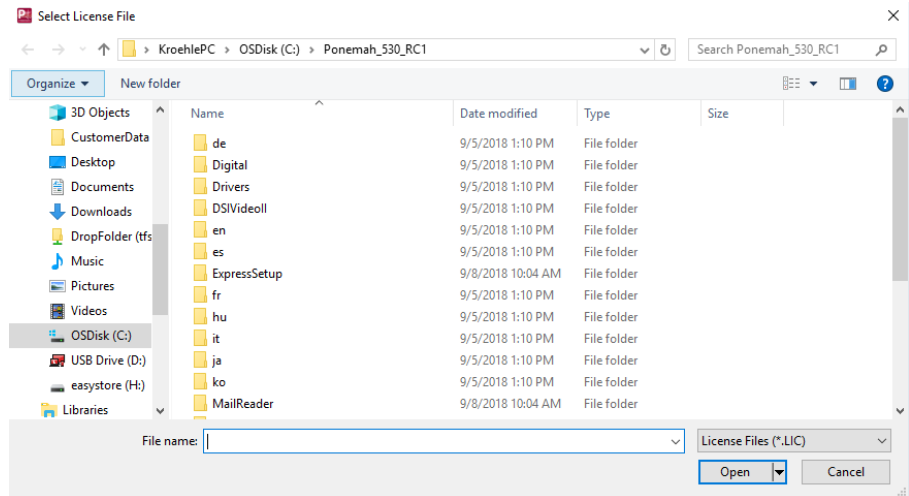 Select License File
KroehlePC > OSDisk (C:) > Ponemah_530_RC1
Search Ponemah_530_RC1
Organize
New folder
3D Objects
CustomerData
Desktop
Documents
Downloads
DropFolder (tfs
Music
Pictures
Videos
OSDisk (C:)
USB Drive (D:)
easystore (H:)
Libraries
Name Date modified Type Size
de 9/5/2018 1:10 PM File folder
Digital 9/5/2018 1:10 PM File folder
Drivers 9/5/2018 1:10 PM File folder
DSIVideoII 9/5/2018 1:10 PM File folder
en 9/5/2018 1:10 PM File folder
es 9/5/2018 1:10 PM File folder
ExpressSetup 9/8/2018 10:04 AM File folder
fr 9/5/2018 1:10 PM File folder
hu 9/5/2018 1:10 PM File folder
it 9/5/2018 1:10 PM File folder
ja 9/5/2018 1:10 PM File folder
ko 9/5/2018 1:10 PM File folder
MailReader 9/8/2018 10:04 AM File folder
File name:
License Files (*.LIC)
Open
Cancel